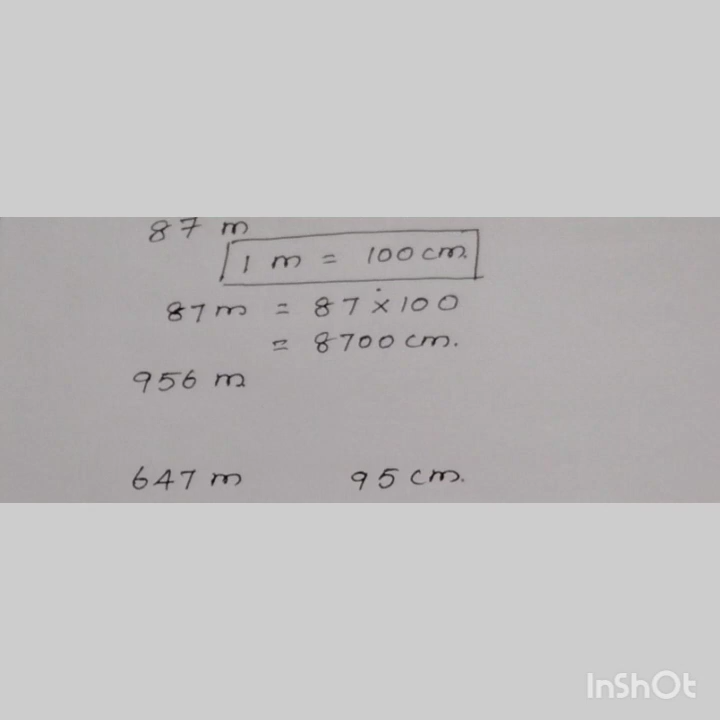 87 m
1 m = 100 cm.
87 m = 87 × 100
= 8700 cm.
956 m
647 m 95 cm.
InShOt